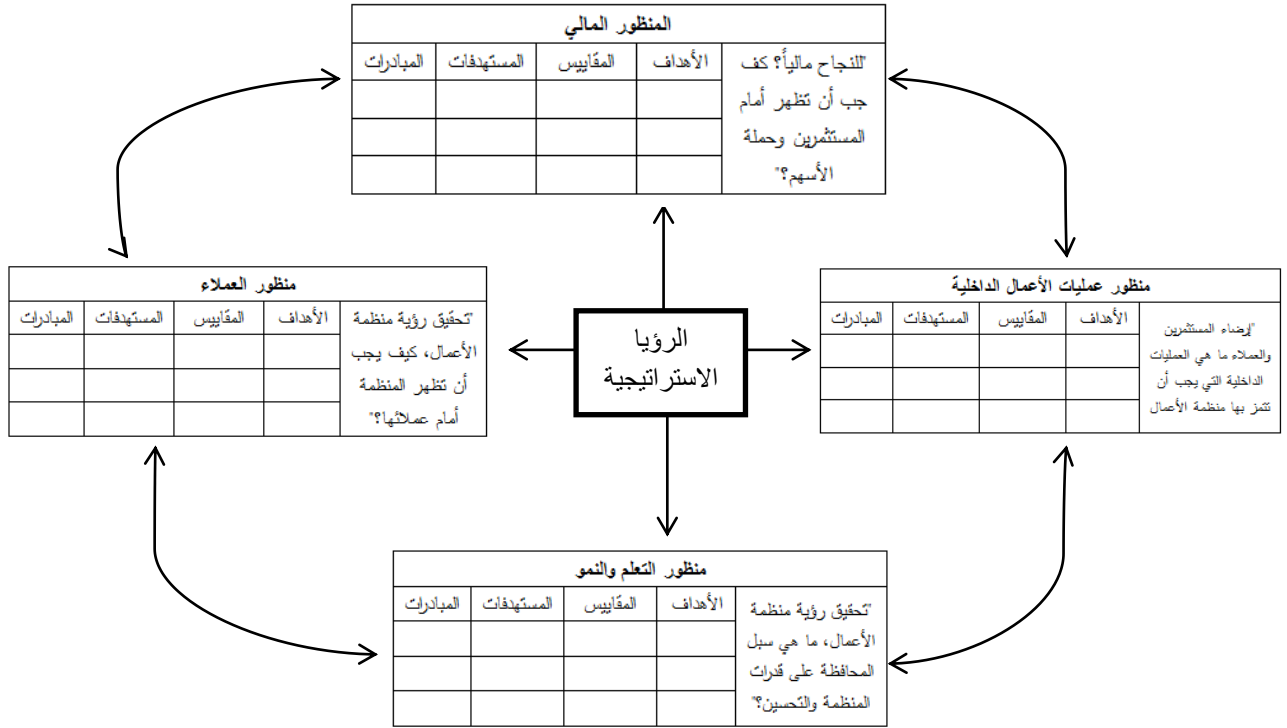 المنظور المالي
الأهداف المقاييس المستهدفات المبادرات
"للنجاح مالياً؟ كف
جب أن تظهر أمام
المستثمرين وحملة
الأسهم؟"
منظور العملاء
الأهداف المقاييس المستهدفات المبادرات
"تحقيق رؤية منظمة
الأعمال، كيف يجب
أن تظهر المنظمة
أمام عملائها؟"
الرؤيا
الاستراتيجية
منظور عمليات الأعمال الداخلية
الأهداف المقاييس المستهدفات المبادرات
"إرضاء المستثمرين
والعملاء ما هي العمليات
الداخلية التي يجب أن
تتمز بها منظمة الأعمال
منظور التعلم والنمو
الأهداف المقاييس المستهدفات المبادرات
"تحقيق رؤية منظمة
الأعمال، ما هي سبل
المحافظة على قدرات
المنظمة والتحسين؟"